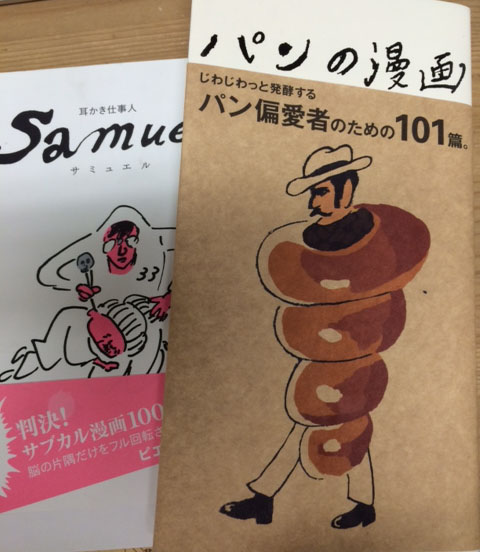 耳かき仕事人
Samue
サミュエル
33
判決!
サブカル漫画100
脳の片隅だけをフル回転さ
ピエ
パンの漫画
じわじわっと発酵する
パン偏愛者のための101篇。